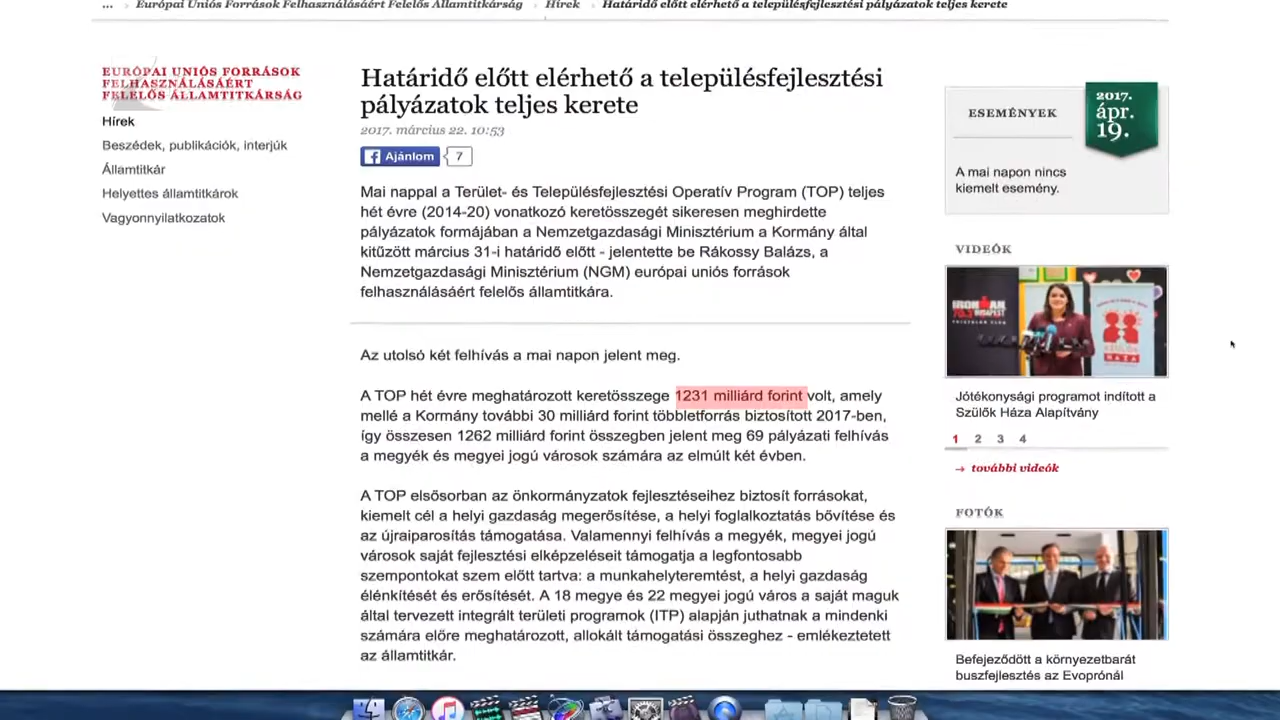 ... › Európai Uniós Források Felhasználásáért Felelős Államtitkárság › Hírek › Határidő előtt elérhető a településfejlesztési pályázatok teljes kerete
EURÓPAI UNIÓS FORRÁSOK
FELHASZNÁLÁSÁÉRT
FELELŐS ÁLLAMTITKÁRSÁG
Hírek
Beszédek, publikációk, interjúk
Államtitkár
Helyettes államtitkárok
Vagyonnyilatkozatok
Határidő előtt elérhető a településfejlesztési
pályázatok teljes kerete
2017. március 22. 10:53
Ajánlom 7
Mai nappal a Terület- és Településfejlesztési Operatív Program (TOP) teljes
hét évre (2014-20) vonatkozó keretösszegét sikeresen meghirdette
pályázatok formájában a Nemzetgazdasági Minisztérium a Kormány által
kitűzött március 31-i határidő előtt - jelentette be Rákossy Balázs, a
Nemzetgazdasági Minisztérium (NGM) európai uniós források
felhasználásáért felelős államtitkára.
Az utolsó két felhívás a mai napon jelent meg.
A TOP hét évre meghatározott keretösszege 1231 milliárd forint volt, amely
mellé a Kormány további 30 milliárd forint többletforrás biztosított 2017-ben,
így összesen 1262 milliárd forint összegben jelent meg 69 pályázati felhívás
a megyék és megyei jogú városok számára az elmúlt két évben.
A TOP elsősorban az önkormányzatok fejlesztéseihez biztosít forrásokat,
kiemelt cél a helyi gazdaság megerősítése, a helyi foglalkoztatás bővítése és
az újraiparosítás támogatása. Valamennyi felhívás a megyék, megyei jogú
városok saját fejlesztési elképzeléseit támogatja a legfontosabb
szempontokat szem előtt tartva: a munkahelyteremtést, a helyi gazdaság
élénkítését és erősítését. A 18 megye és 22 megyei jogú város a saját maguk
által tervezett integrált területi programok (ITP) alapján juthatnak a mindenki
számára előre meghatározott, allokált támogatási összeghez - emlékeztetett
az államtitkár.
ESEMÉNYEK
2017.
ápr.
19.
A mai napon nincs
kiemelt esemény.
VIDEÓK
IRONMAN
70.3 BUDAPEST
SZÜLŐK
HÁZA
Jótékonysági programot indított a
Szülők Háza Alapítvány
1 2 3 4
→ további videók
FOTÓK
Befejeződött a környezetbarát
buszfejlesztés az Evoprónál